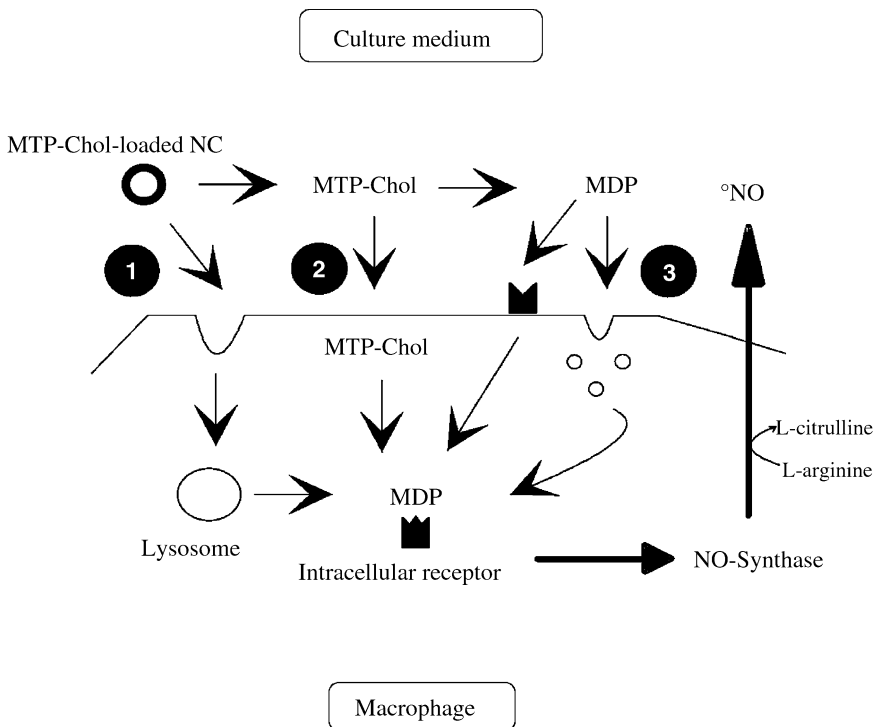 Culture medium
MTP-Chol-loaded NC
MTP-Chol
MDP
°NO
1
2
3
MTP-Chol
L-citrulline
L-arginine
MDP
Lysosome
Intracellular receptor
NO-Synthase
Macrophage